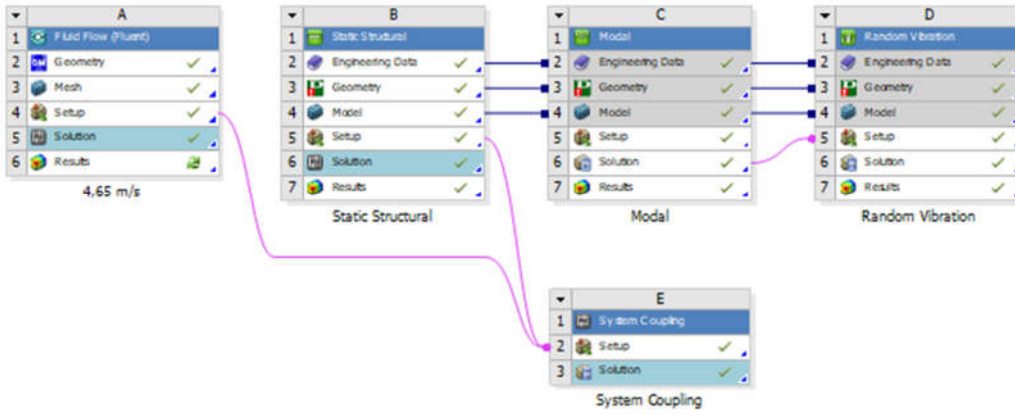 A
1 Fluid Flow (Fluent)
2 Geometry
3 Mesh
4 Setup
5 Solution
6 Results
4,65 m/s
B
1 Static Structural
2 Engineering Data
3 Geometry
4 Model
5 Setup
6 Solution
7 Results
Static Structural
C
1 Modal
2 Engineering Data
3 Geometry
4 Model
5 Setup
6 Solution
7 Results
Modal
D
1 Random Vibration
2 Engineering Data
3 Geometry
4 Model
5 Setup
6 Solution
7 Results
Random Vibration
E
1 System Coupling
2 Setup
3 Solution
System Coupling